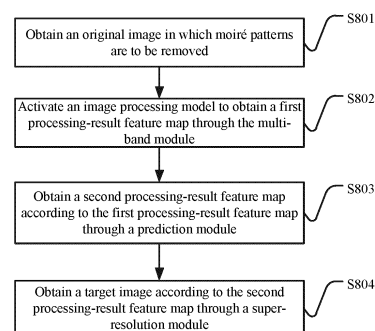 S801
Obtain an original image in which moiré patterns
are to be removed
S802
Activate an image processing model to obtain a first
processing-result feature map through the multi-
band module
S803
Obtain a second processing-result feature map
according to the first processing-result feature map
through a prediction module
S804
Obtain a target image according to the second
processing-result feature map through a super-
resolution module